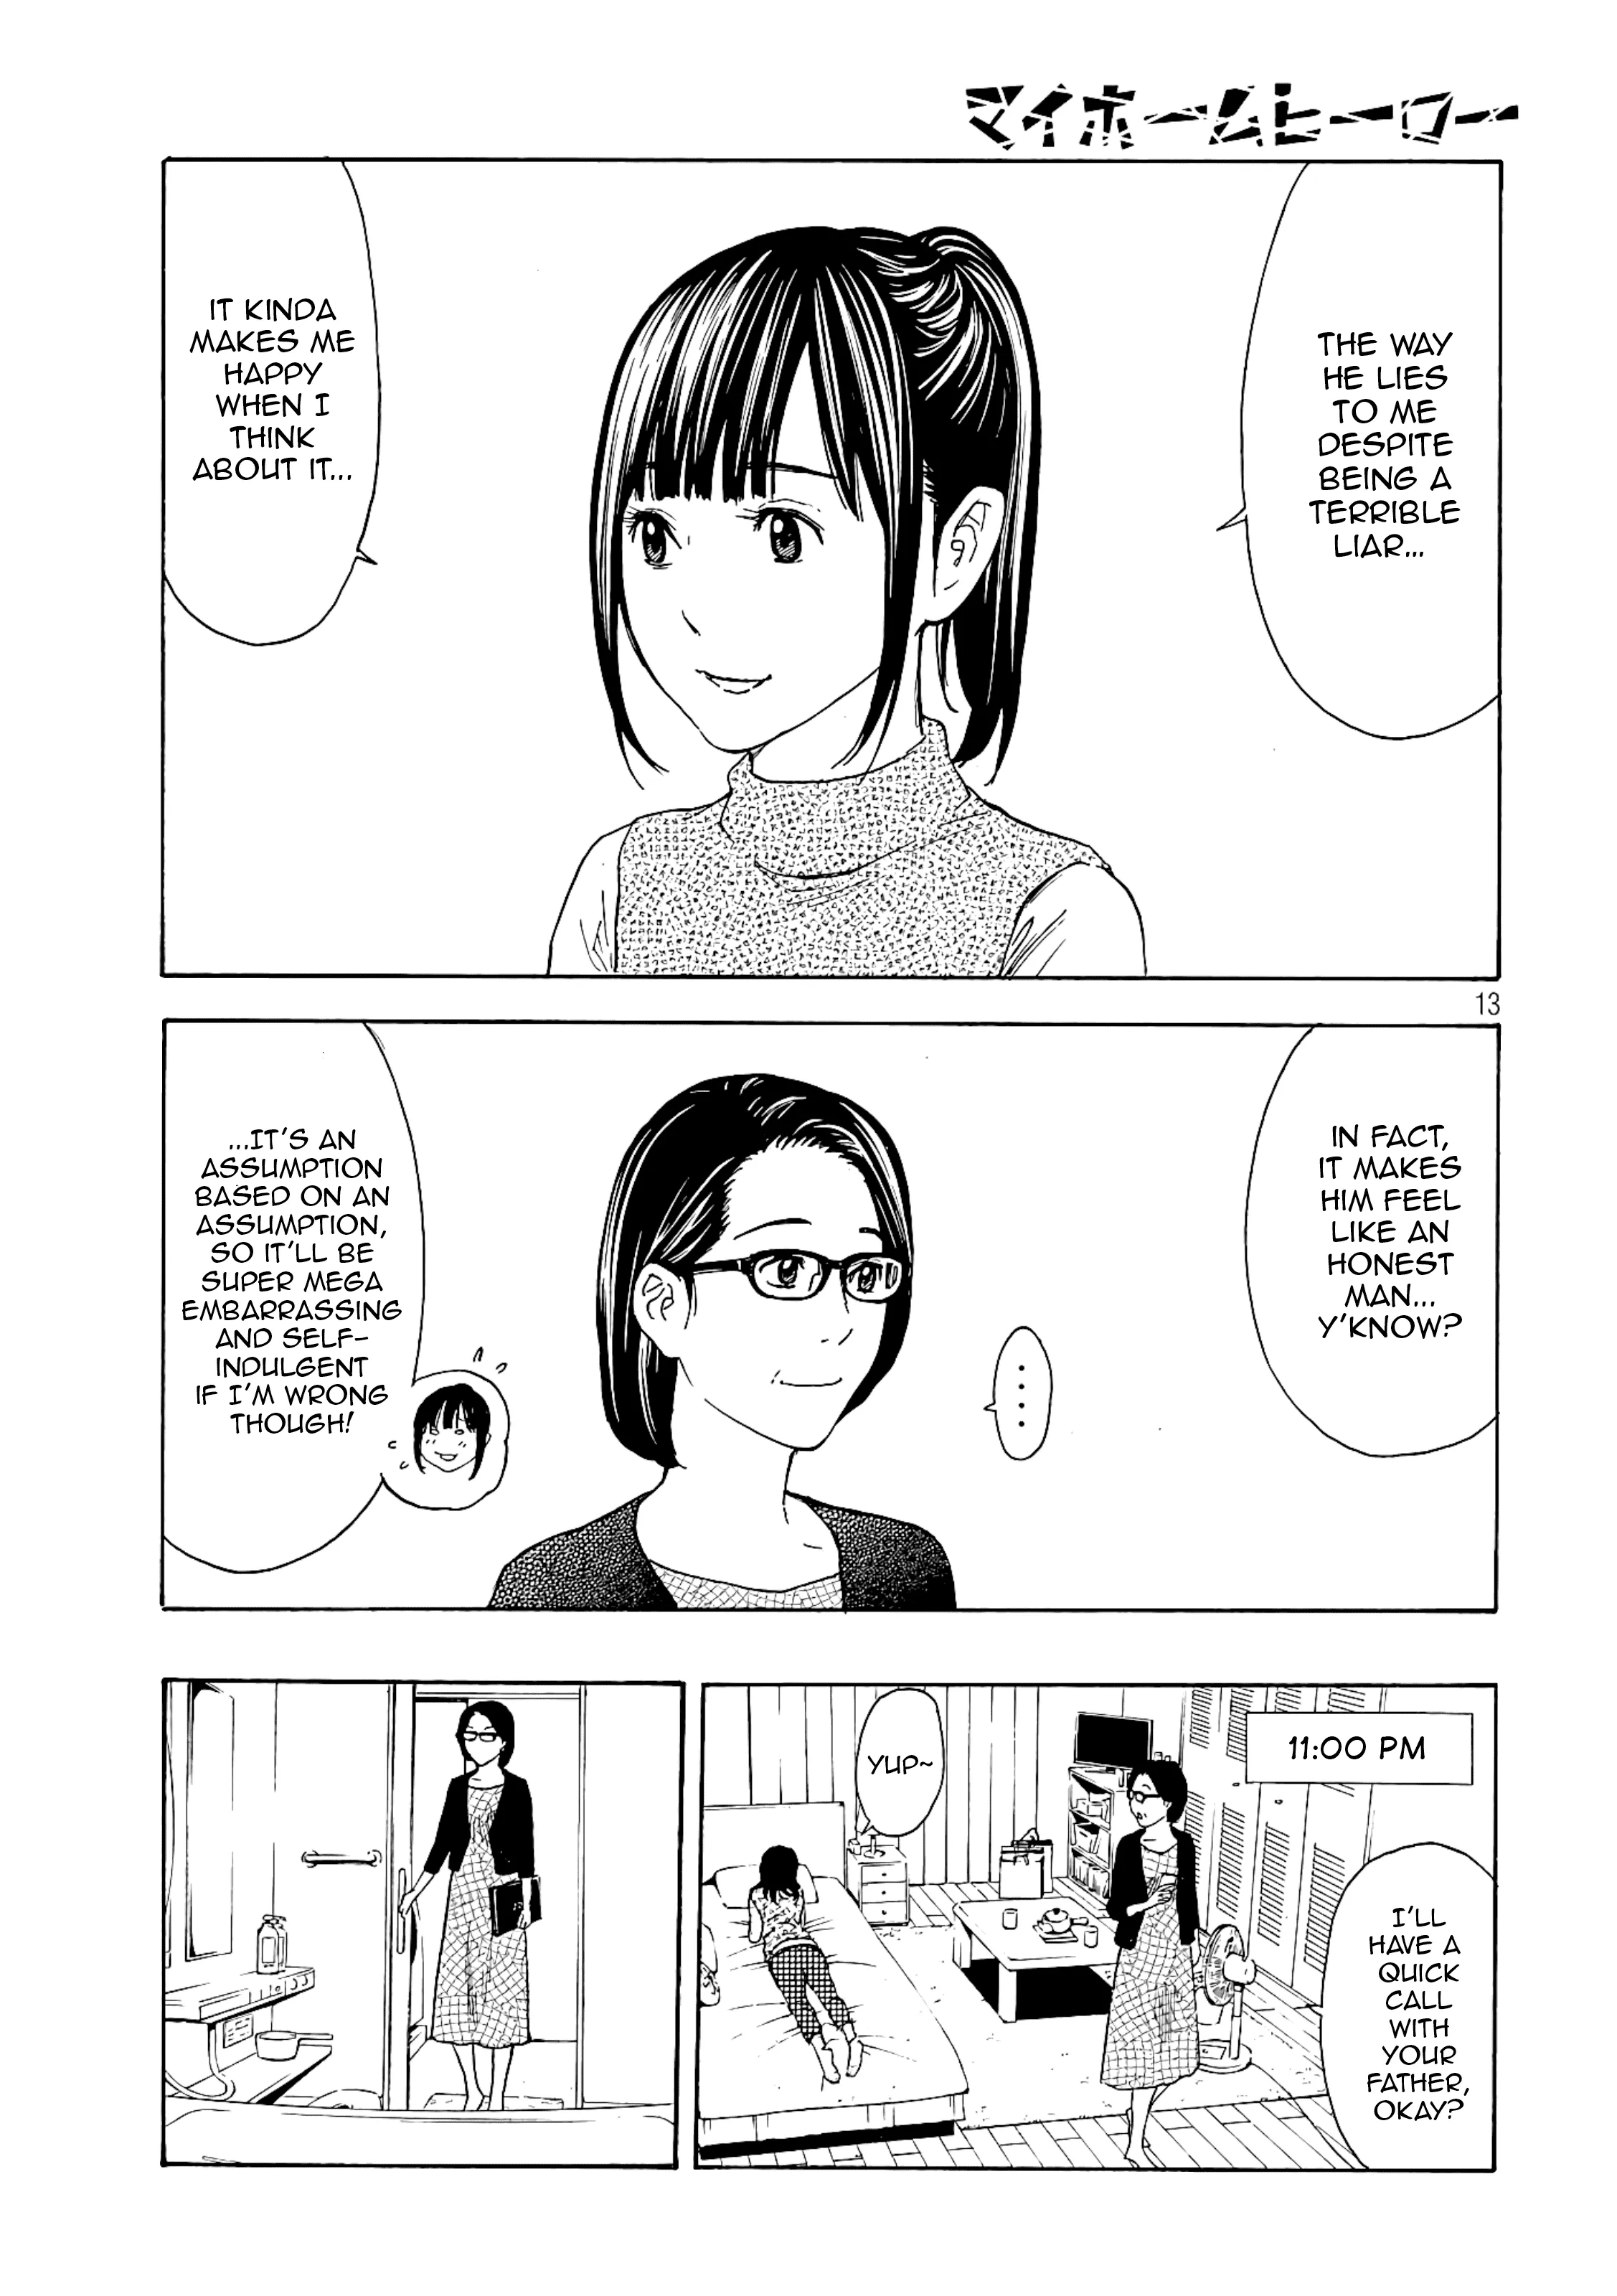 マイホームヒーロー
THE WAY
HE LIES
TO ME
DESPITE
BEING A
TERRIBLE
LIAR...
IT KINDA
MAKES ME
HAPPY
WHEN I
THINK
ABOUT IT...
13
IN FACT,
IT MAKES
HIM FEEL
LIKE AN
HONEST
MAN...
Y'KNOW?
....
...IT'S AN
ASSUMPTION
BASED ON AN
ASSUMPTION,
SO IT'LL BE
SUPER MEGA
EMBARRASSING
AND SELF-
INDULGENT
IF I'M WRONG
THOUGH!
11:00 PM
I'LL
HAVE A
QUICK
CALL
WITH
YOUR
FATHER,
OKAY?
YUP~